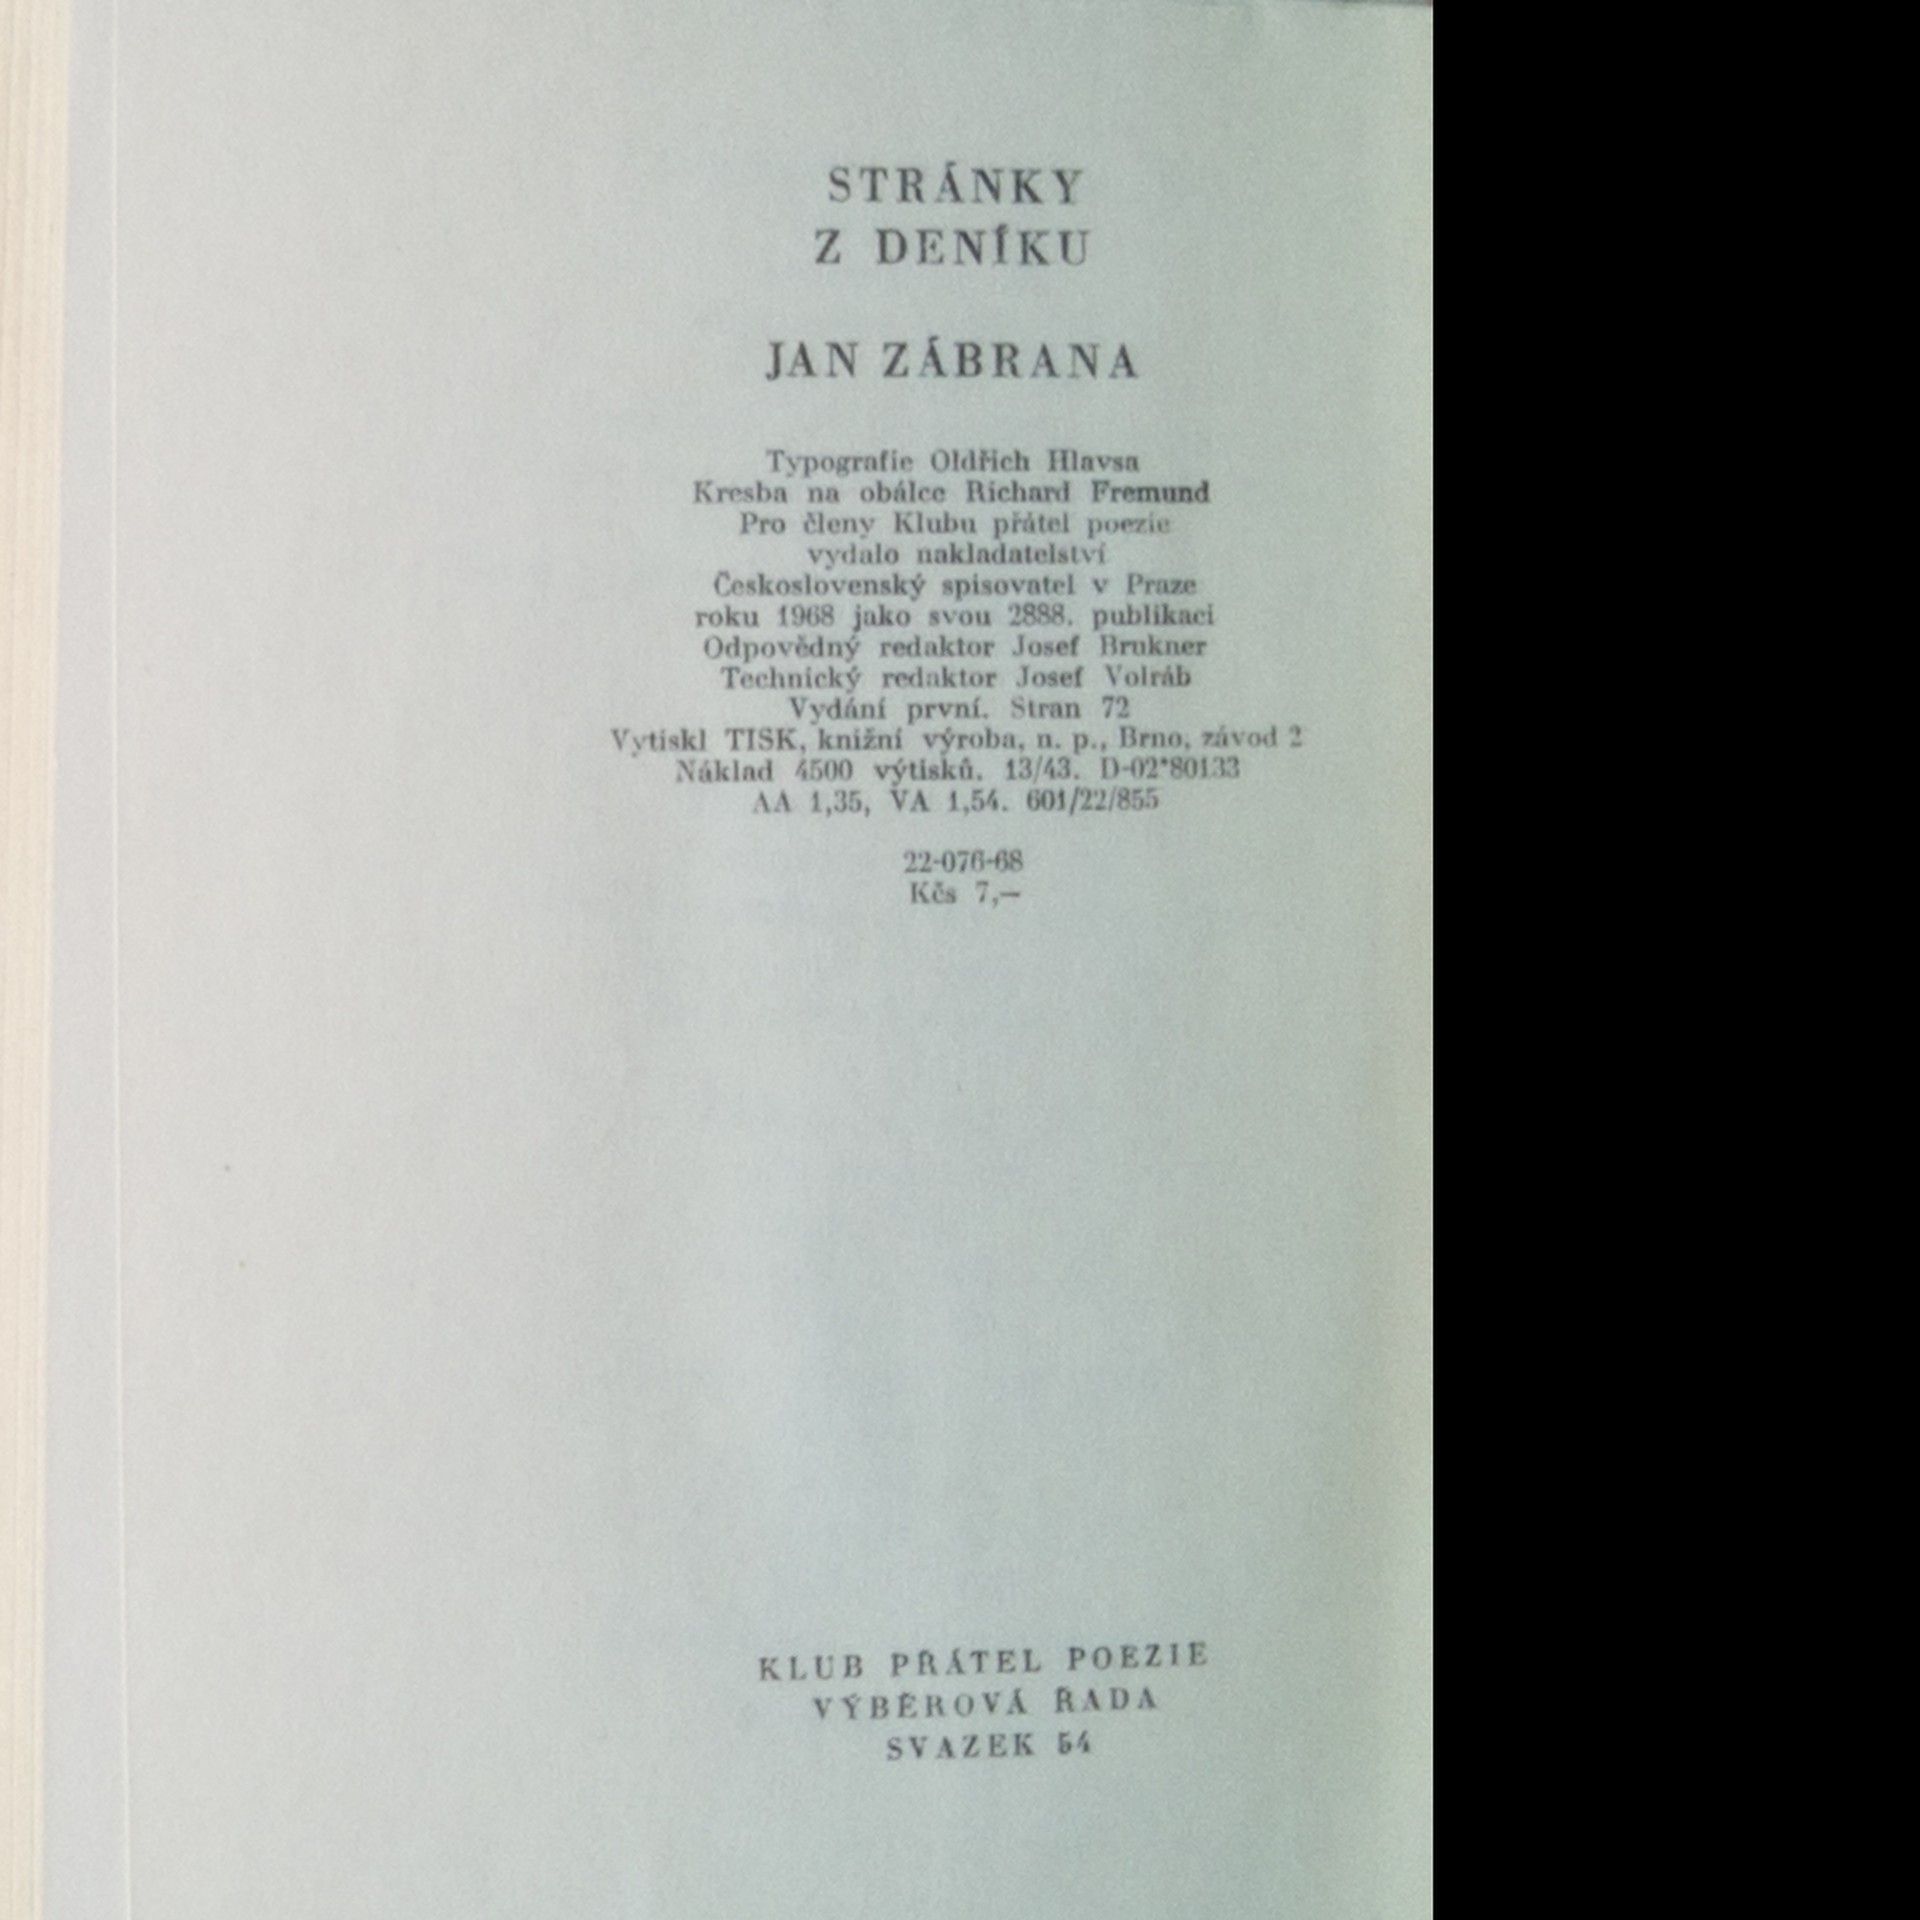 STRÁNKY
Z DENÍKU
JAN ZÁBRANA
Typografie Oldřich Hlavsa
Kresba na obálce Richard Fremund
Pro členy Klubu přátel poezie
vydalo nakladatelství
Československý spisovatel v Praze
roku 1968 jako svou 2888. publikaci
Odpovědný redaktor Josef Brukner
Technický redaktor Josef Volráb
Vydání první. Stran 72
Vytiskl TISK, knižní výroba, n. p., Brno, závod 2
Náklad 4500 výtisků. 13/43. D-02*80133
AA 1,35, VA 1,54. 601/22/855
22-076-68
Kčs 7,—
KLUB PŘÁTEL POEZIE
VÝBĚROVÁ ŘADA
SVAZEK 54